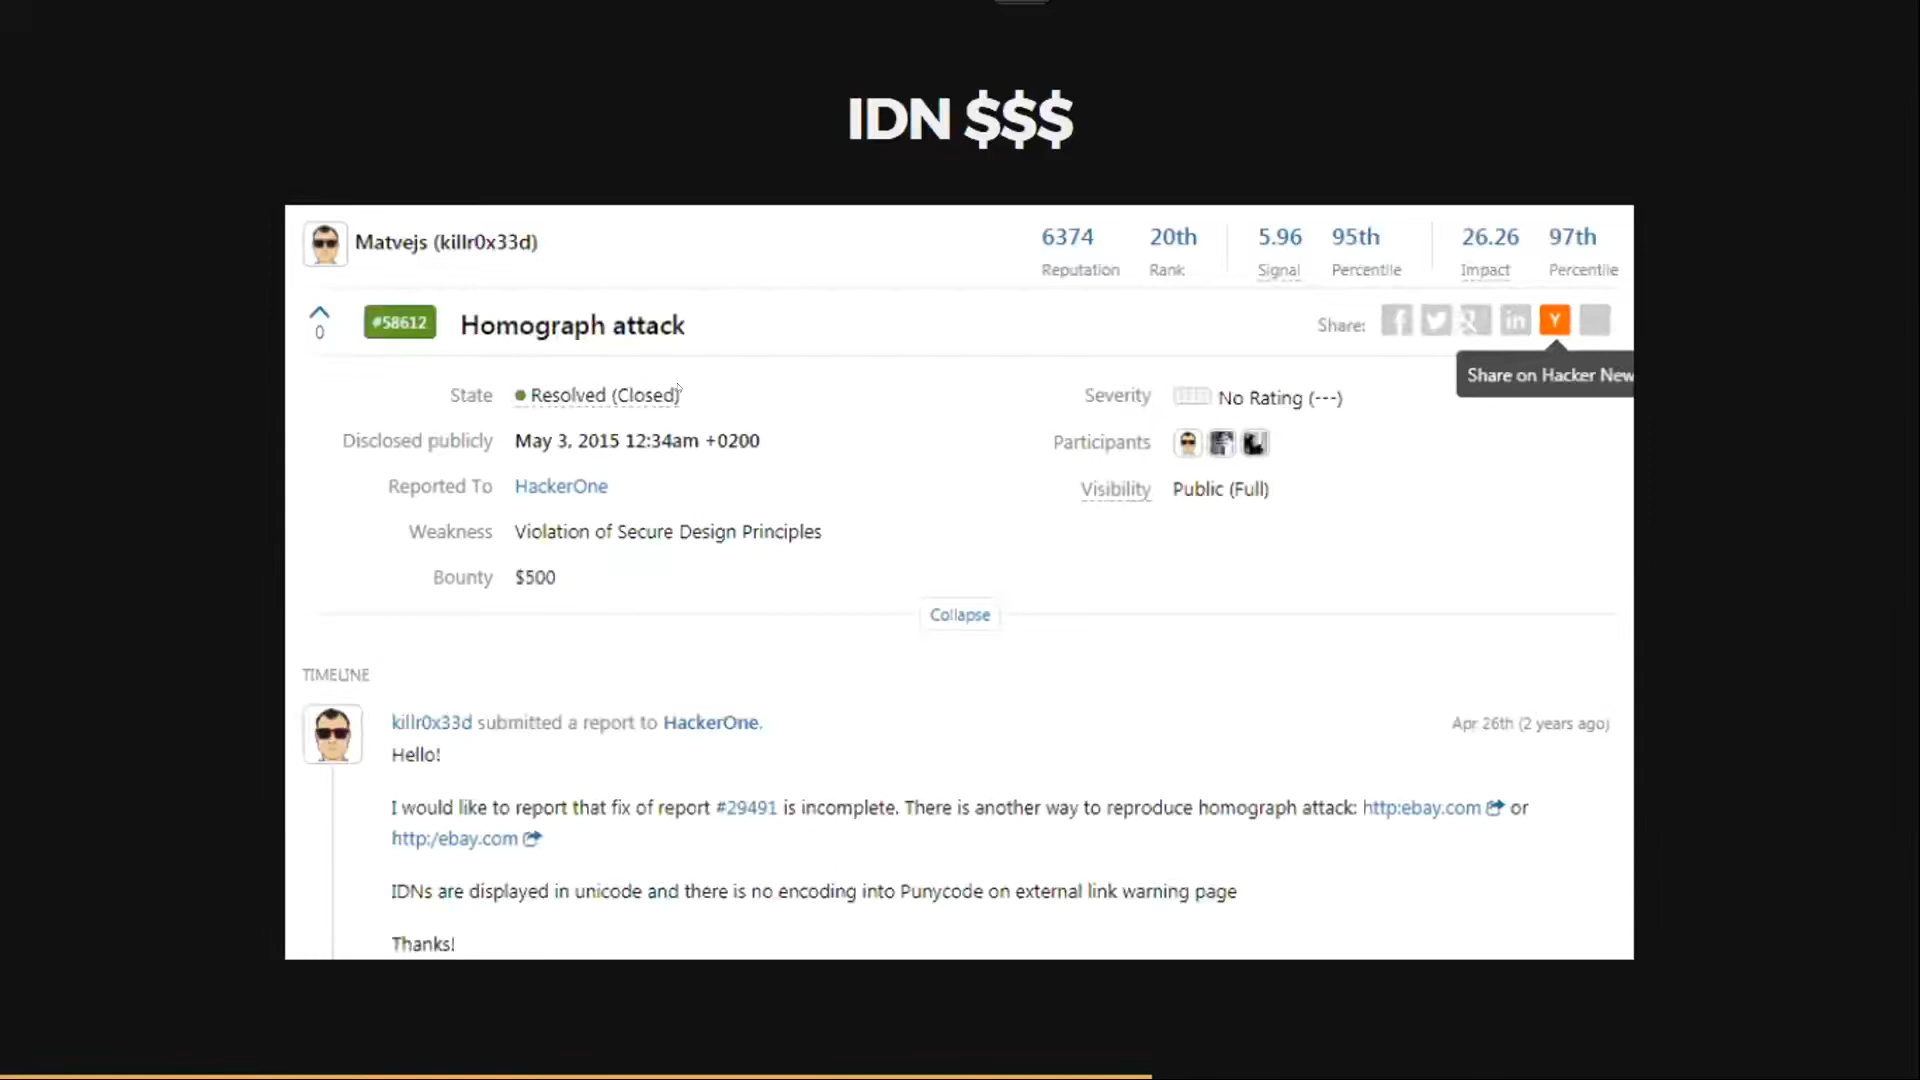 IDN $$$
Matvejs (killr0x33d)
6374 20th 5.96 95th 26.26 97th
Reputation Rank Signal Percentile Impact Percentile
0 #58612 Homograph attack Share: f in Y
Share on Hacker New
State Resolved (Closed)
Severity No Rating (---)
Disclosed publicly May 3, 2015 12:34am +0200
Participants
Reported To HackerOne
Visibility Public (Full)
Weakness Violation of Secure Design Principles
Bounty $500
Collapse
TIMELINE
killr0x33d submitted a report to HackerOne. Apr 26th (2 years ago)
Hello!
I would like to report that fix of report #29491 is incomplete. There is another way to reproduce homograph attack: http:ebay.com or
http:/ebay.com
IDNs are displayed in unicode and there is no encoding into Punycode on external link warning page
Thanks!